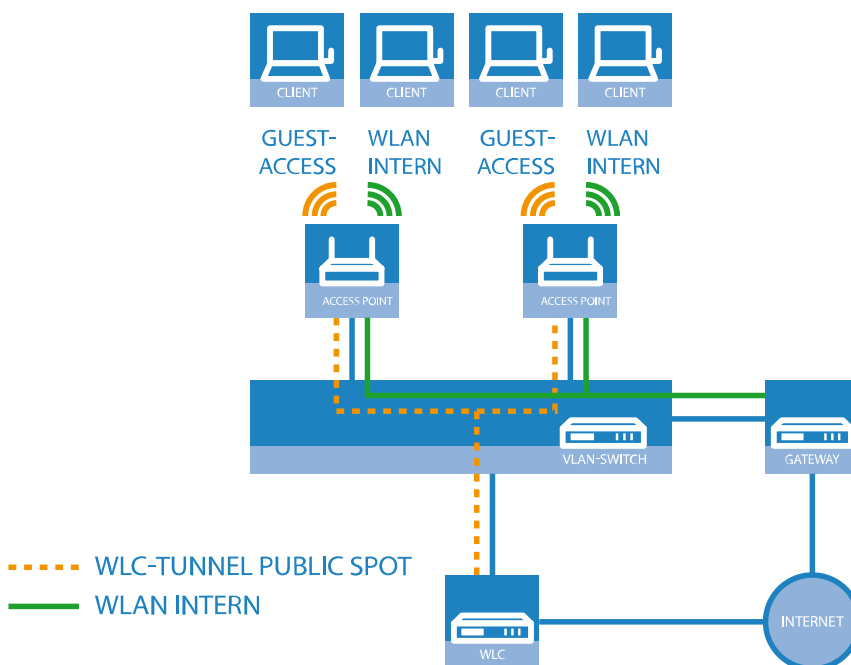 CLIENT
CLIENT
CLIENT
CLIENT
GUEST-
ACCESS
WLAN
INTERN
GUEST-
ACCESS
WLAN
INTERN
ACCESS POINT
ACCESS POINT
VLAN-SWITCH
GATEWAY
WLC-TUNNEL PUBLIC SPOT
WLAN INTERN
WLC
INTERNET